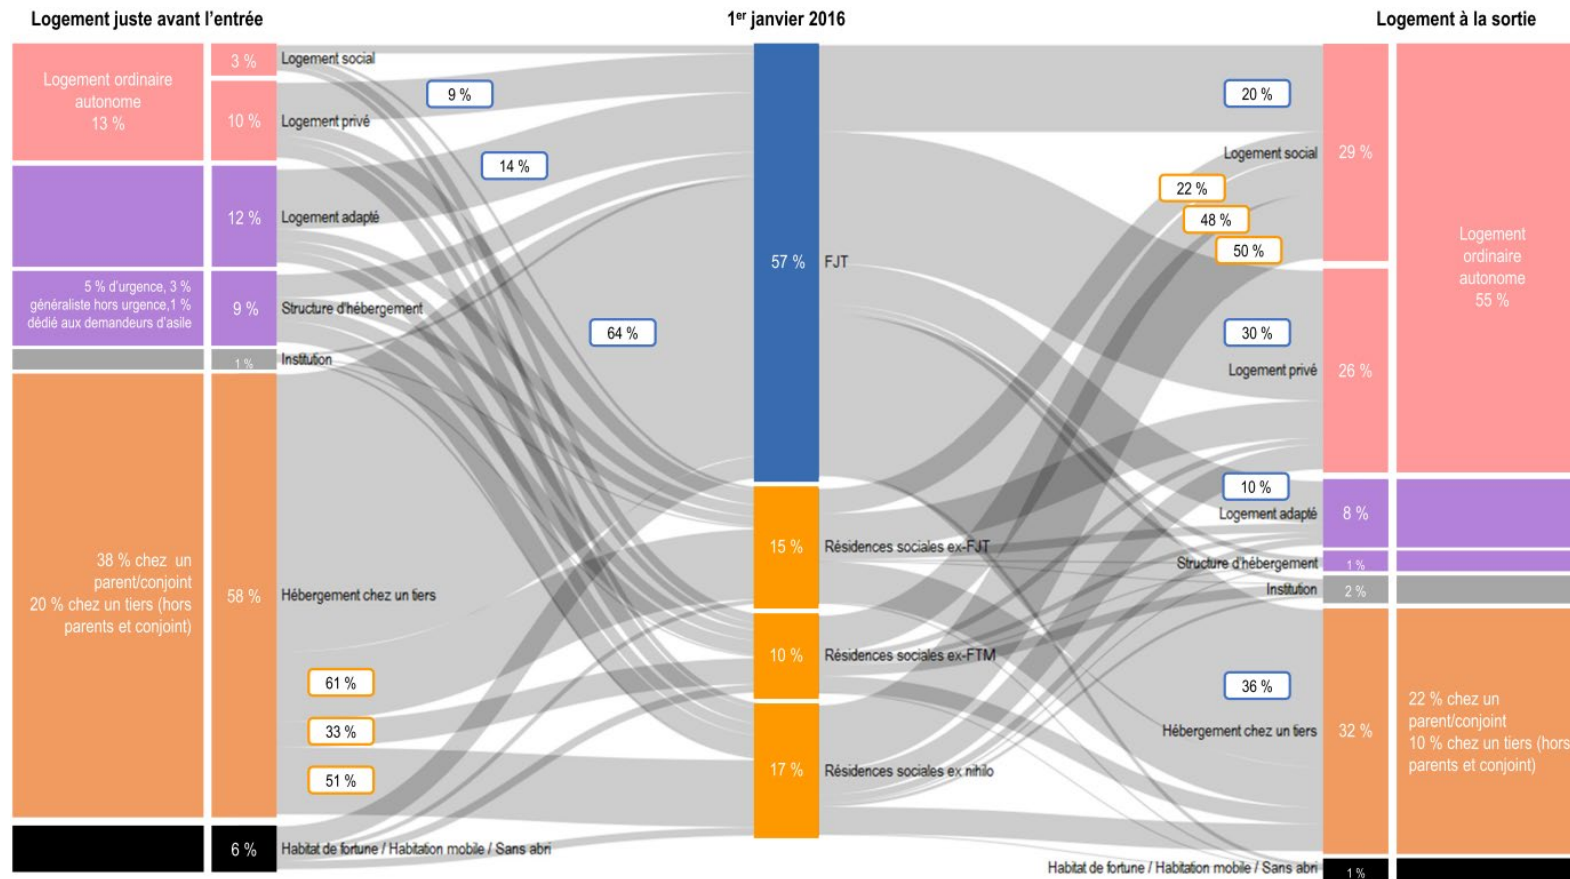 Logement juste avant l'entrée
1er janvier 2016
Logement à la sortie
Logement ordinaire
autonome
13 %
3 %
Logement social
10 %
Logement privé
12 %
Logement adapté
5 % d'urgence, 3 %
généraliste hors urgence,1 %
dédié aux demandeurs d'asile
9 %
Structure d'hébergement
1 %
Institution
38 % chez un
parent/conjoint
20 % chez un tiers (hors
parents et conjoint)
58 %
Hébergement chez un tiers
6 %
Habitat de fortune / Habitation mobile / Sans abri
9 %
14 %
64 %
61 %
33 %
51 %
57 %
FJT
15 %
Résidences sociales ex-FJT
10 %
Résidences sociales ex-FTM
17 %
Résidences sociales ex nihilo
20 %
22 %
48 %
50 %
30 %
10 %
36 %
Logement social
29 %
Logement privé
26 %
Logement
ordinaire
autonome
55 %
Logement adapté
8 %
Structure d'hébergement
1 %
Institution
2 %
Hébergement chez un tiers
32 %
22 % chez un
parent/conjoint
10 % chez un tiers (hors
parents et conjoint)
Habitat de fortune / Habitation mobile / Sans abri
1 %